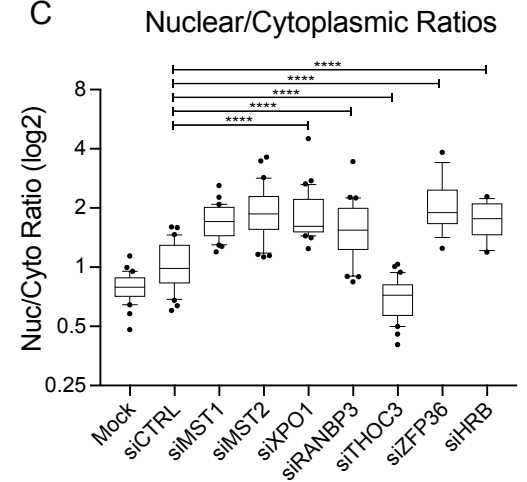 C
Nuclear/Cytoplasmic Ratios
****
****
****
****
****
Nuc/Cyto Ratio (log2)
8
4
2
1
0.5
0.25
Mock
siCTRL
siMST1
siMST2
siXPO1
siRANBP3
siTHOC3
siZFP36
siHRB